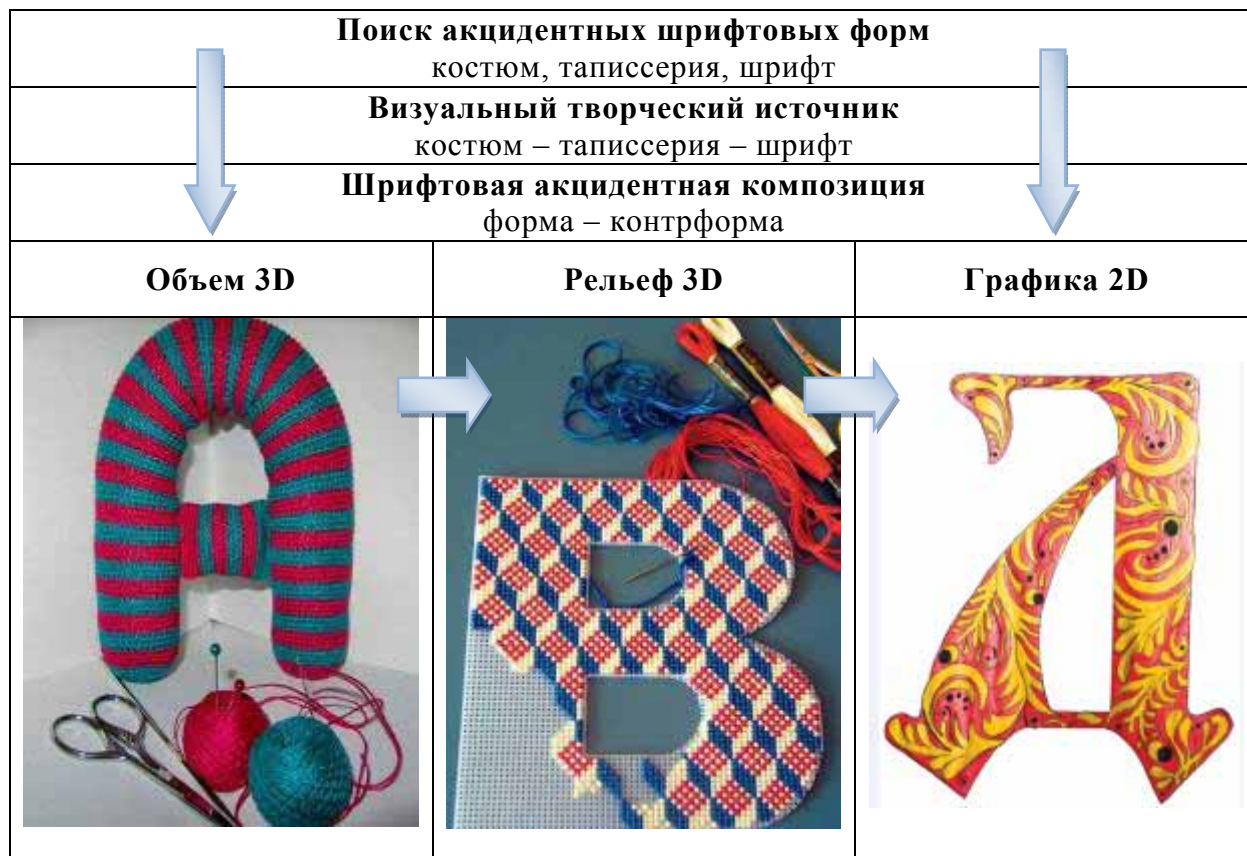 Поиск акцидентных шрифтовых форм
костюм, таписсерия, шрифт
Визуальный творческий источник
костюм – таписсерия – шрифт
Шрифтовая акцидентная композиция
форма – контрформа
Объем 3D
Рельеф 3D
Графика 2D
А
В
Д